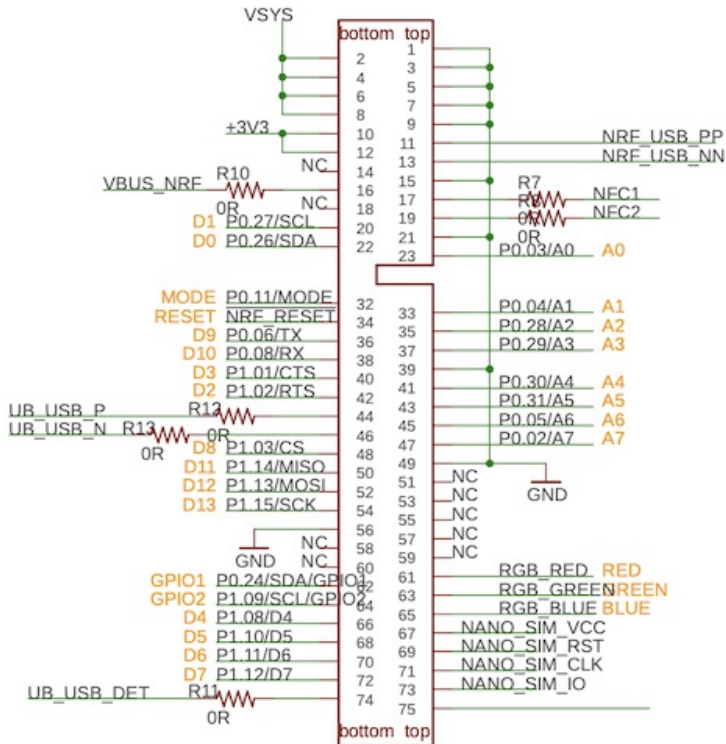 VSYS
bottom top
2 1
4 3
6 5
8 7
9
+3V3 10
11 NRF_USB_PP
12
13 NRF_USB_NN
NC 14
15
VBUS_NRF R10 0R 16
17 R7 NFC1
NC 18
19 0R NFC2
0R
D1 P0.27/SCL 20
21
D0 P0.26/SDA 22
23 P0.03/A0 A0
MODE P0.11/MODE 32
33 P0.04/A1 A1
RESET NRF_RESET 34
35 P0.28/A2 A2
D9 P0.06/TX 36
37 P0.29/A3 A3
D10 P0.08/RX 38
39
D3 P1.01/CTS 40
41 P0.30/A4 A4
D2 P1.02/RTS 42
43 P0.31/A5 A5
UB_USB_P R12 44
45 P0.05/A6 A6
UB_USB_N R13 0R 46
0R
47 P0.02/A7 A7
D8 P1.03/CS 48
49
D11 P1.14/MISO 50
51 NC
D12 P1.13/MOSI 52
53 NC
D13 P1.15/SCK 54
55 NC
GND
56
57 NC
GND
NC 58
59 NC
NC 60
61 RGB_RED RED
GPIO1 P0.24/SDA/GPIO1 62
63 RGB_GREEN GREEN
GPIO2 P1.09/SCL/GPIO2 64
65 RGB_BLUE BLUE
D4 P1.08/D4 66
67 NANO_SIM_VCC
D5 P1.10/D5 68
69 NANO_SIM_RST
D6 P1.11/D6 70
71 NANO_SIM_CLK
D7 P1.12/D7 72
73 NANO_SIM_IO
UB_USB_DET R11 0R 74
75
bottom top